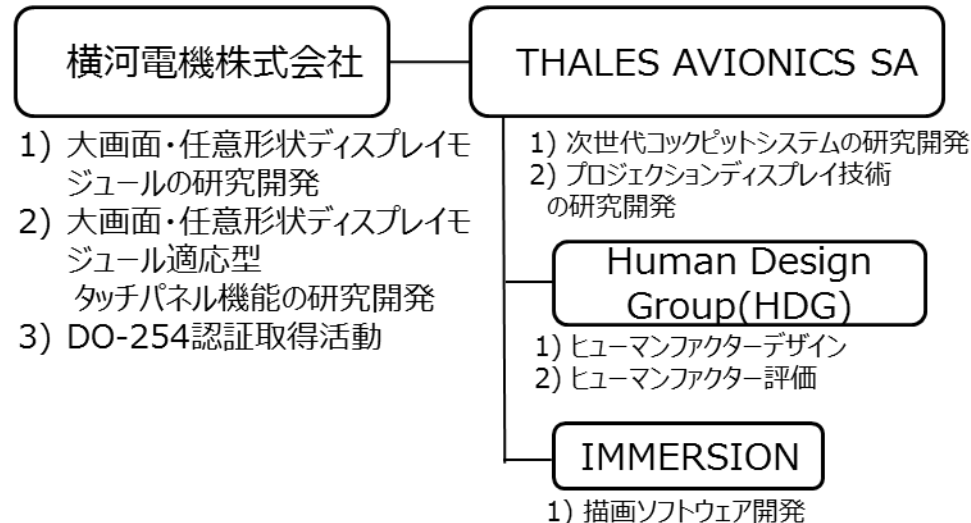 横河電機株式会社
THALES AVIONICS SA
1) 大画面・任意形状ディスプレイモ
ジュールの研究開発
2) 大画面・任意形状ディスプレイモ
ジュール適応型
タッチパネル機能の研究開発
3) DO-254認証取得活動
1) 次世代コックピットシステムの研究開発
2) プロジェクションディスプレイ技術
の研究開発
Human Design
Group(HDG)
1) ヒューマンファクターデザイン
2) ヒューマンファクター評価
IMMERSION
1) 描画ソフトウェア開発